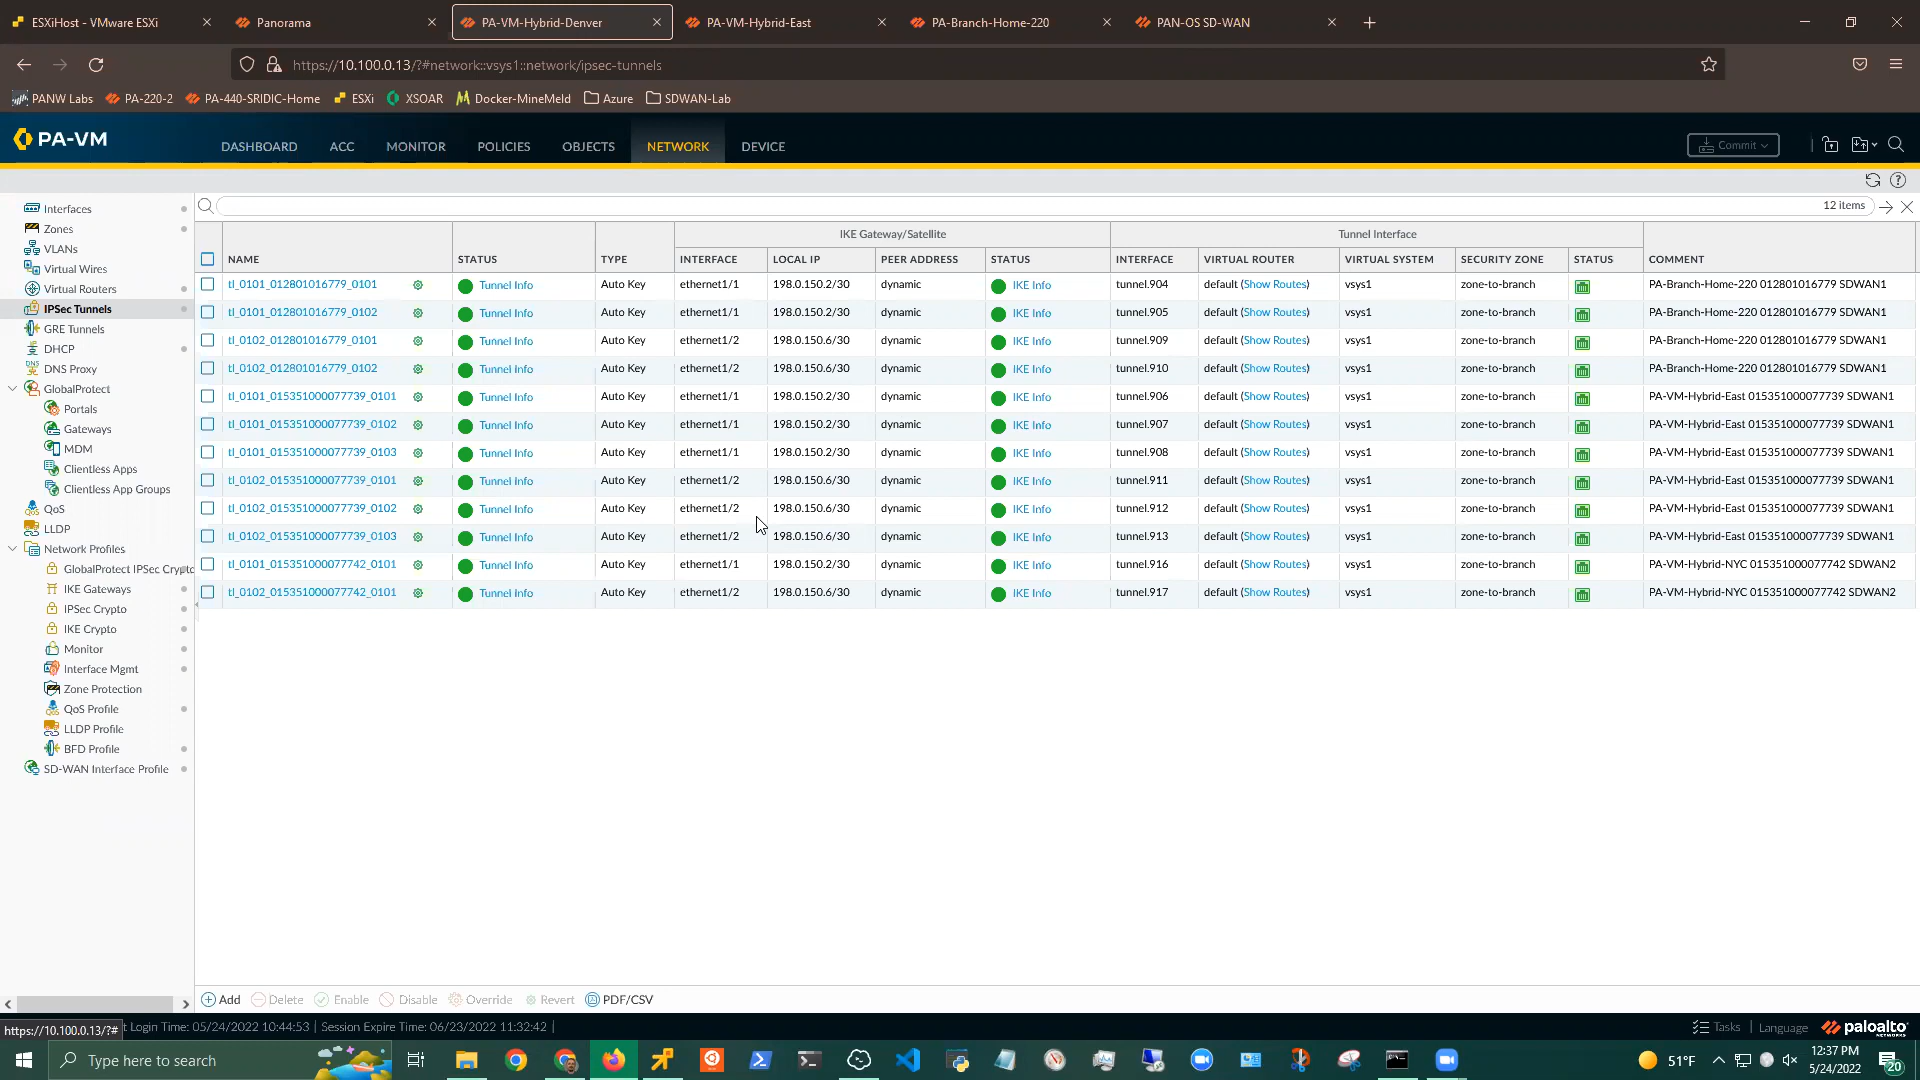 ESXiHost - VMware ESXi
Panorama
PA-VM-Hybrid-Denver
PA-VM-Hybrid-East
PA-Branch-Home-220
PAN-OS SD-WAN
https://10.100.0.13/?#network::vsys1::network/ipsec-tunnels
PANW Labs
PA-220-2
PA-440-SRIDIC-Home
ESXi
XSOAR
Docker-MineMeld
Azure
SDWAN-Lab
PA-VM
DASHBOARD
ACC
MONITOR
POLICIES
OBJECTS
NETWORK
DEVICE
Commit
Interfaces
Zones
VLANs
Virtual Wires
Virtual Routers
IPSec Tunnels
GRE Tunnels
DHCP
DNS Proxy
GlobalProtect
Portals
Gateways
MDM
Clientless Apps
Clientless App Groups
QoS
LLDP
Network Profiles
GlobalProtect IPSec Crypto
IKE Gateways
IPSec Crypto
IKE Crypto
Monitor
Interface Mgmt
Zone Protection
QoS Profile
LLDP Profile
BFD Profile
SD-WAN Interface Profile
12 items
IKE Gateway/Satellite
Tunnel Interface
NAME STATUS TYPE INTERFACE LOCAL IP PEER ADDRESS STATUS INTERFACE VIRTUAL ROUTER VIRTUAL SYSTEM SECURITY ZONE STATUS COMMENT
tl_0101_012801016779_0101 Tunnel Info Auto Key ethernet1/1 198.0.150.2/30 dynamic IKE Info tunnel.904 default (Show Routes) vsys1 zone-to-branch PA-Branch-Home-220 012801016779 SDWAN1
tl_0101_012801016779_0102 Tunnel Info Auto Key ethernet1/1 198.0.150.2/30 dynamic IKE Info tunnel.905 default (Show Routes) vsys1 zone-to-branch PA-Branch-Home-220 012801016779 SDWAN1
tl_0102_012801016779_0101 Tunnel Info Auto Key ethernet1/2 198.0.150.6/30 dynamic IKE Info tunnel.909 default (Show Routes) vsys1 zone-to-branch PA-Branch-Home-220 012801016779 SDWAN1
tl_0102_012801016779_0102 Tunnel Info Auto Key ethernet1/2 198.0.150.6/30 dynamic IKE Info tunnel.910 default (Show Routes) vsys1 zone-to-branch PA-Branch-Home-220 012801016779 SDWAN1
tl_0101_015351000077739_0101 Tunnel Info Auto Key ethernet1/1 198.0.150.2/30 dynamic IKE Info tunnel.906 default (Show Routes) vsys1 zone-to-branch PA-VM-Hybrid-East 015351000077739 SDWAN1
tl_0101_015351000077739_0102 Tunnel Info Auto Key ethernet1/1 198.0.150.2/30 dynamic IKE Info tunnel.907 default (Show Routes) vsys1 zone-to-branch PA-VM-Hybrid-East 015351000077739 SDWAN1
tl_0101_015351000077739_0103 Tunnel Info Auto Key ethernet1/1 198.0.150.2/30 dynamic IKE Info tunnel.908 default (Show Routes) vsys1 zone-to-branch PA-VM-Hybrid-East 015351000077739 SDWAN1
tl_0102_015351000077739_0101 Tunnel Info Auto Key ethernet1/2 198.0.150.6/30 dynamic IKE Info tunnel.911 default (Show Routes) vsys1 zone-to-branch PA-VM-Hybrid-East 015351000077739 SDWAN1
tl_0102_015351000077739_0102 Tunnel Info Auto Key ethernet1/2 198.0.150.6/30 dynamic IKE Info tunnel.912 default (Show Routes) vsys1 zone-to-branch PA-VM-Hybrid-East 015351000077739 SDWAN1
tl_0102_015351000077739_0103 Tunnel Info Auto Key ethernet1/2 198.0.150.6/30 dynamic IKE Info tunnel.913 default (Show Routes) vsys1 zone-to-branch PA-VM-Hybrid-East 015351000077739 SDWAN1
tl_0101_015351000077742_0101 Tunnel Info Auto Key ethernet1/1 198.0.150.2/30 dynamic IKE Info tunnel.916 default (Show Routes) vsys1 zone-to-branch PA-VM-Hybrid-NYC 015351000077742 SDWAN2
tl_0102_015351000077742_0101 Tunnel Info Auto Key ethernet1/2 198.0.150.6/30 dynamic IKE Info tunnel.917 default (Show Routes) vsys1 zone-to-branch PA-VM-Hybrid-NYC 015351000077742 SDWAN2
Add Delete Enable Disable Override Revert PDF/CSV
https://10.100.0.13/?#
t Login Time: 05/24/2022 10:44:53 | Session Expire Time: 06/23/2022 11:32:42 |
Tasks | Language
paloalto
NETWORKS
Type here to search
51°F
12:37 PM
5/24/2022
20